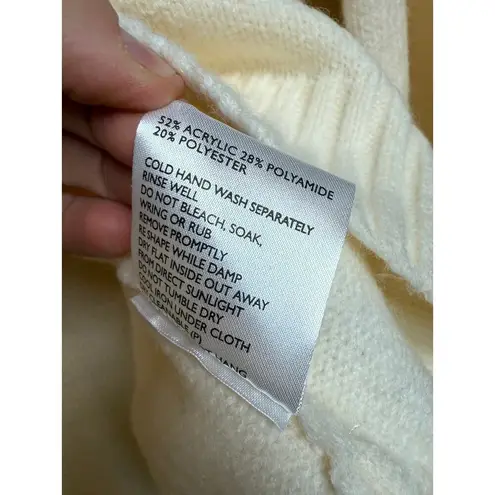 52% ACRYLIC 28% POLYAMIDE
20% POLYESTER
COLD HAND WASH SEPARATELY
RINSE WELL
DO NOT BLEACH, SOAK,
WRING OR RUB
REMOVE PROMPTLY
RE SHAPE WHILE DAMP
DRY FLAT INSIDE OUT AWAY
FROM DIRECT SUNLIGHT
DO NOT TUMBLE DRY
COOL IRON UNDER CLOTH
CLEANABLE (P)
HANG